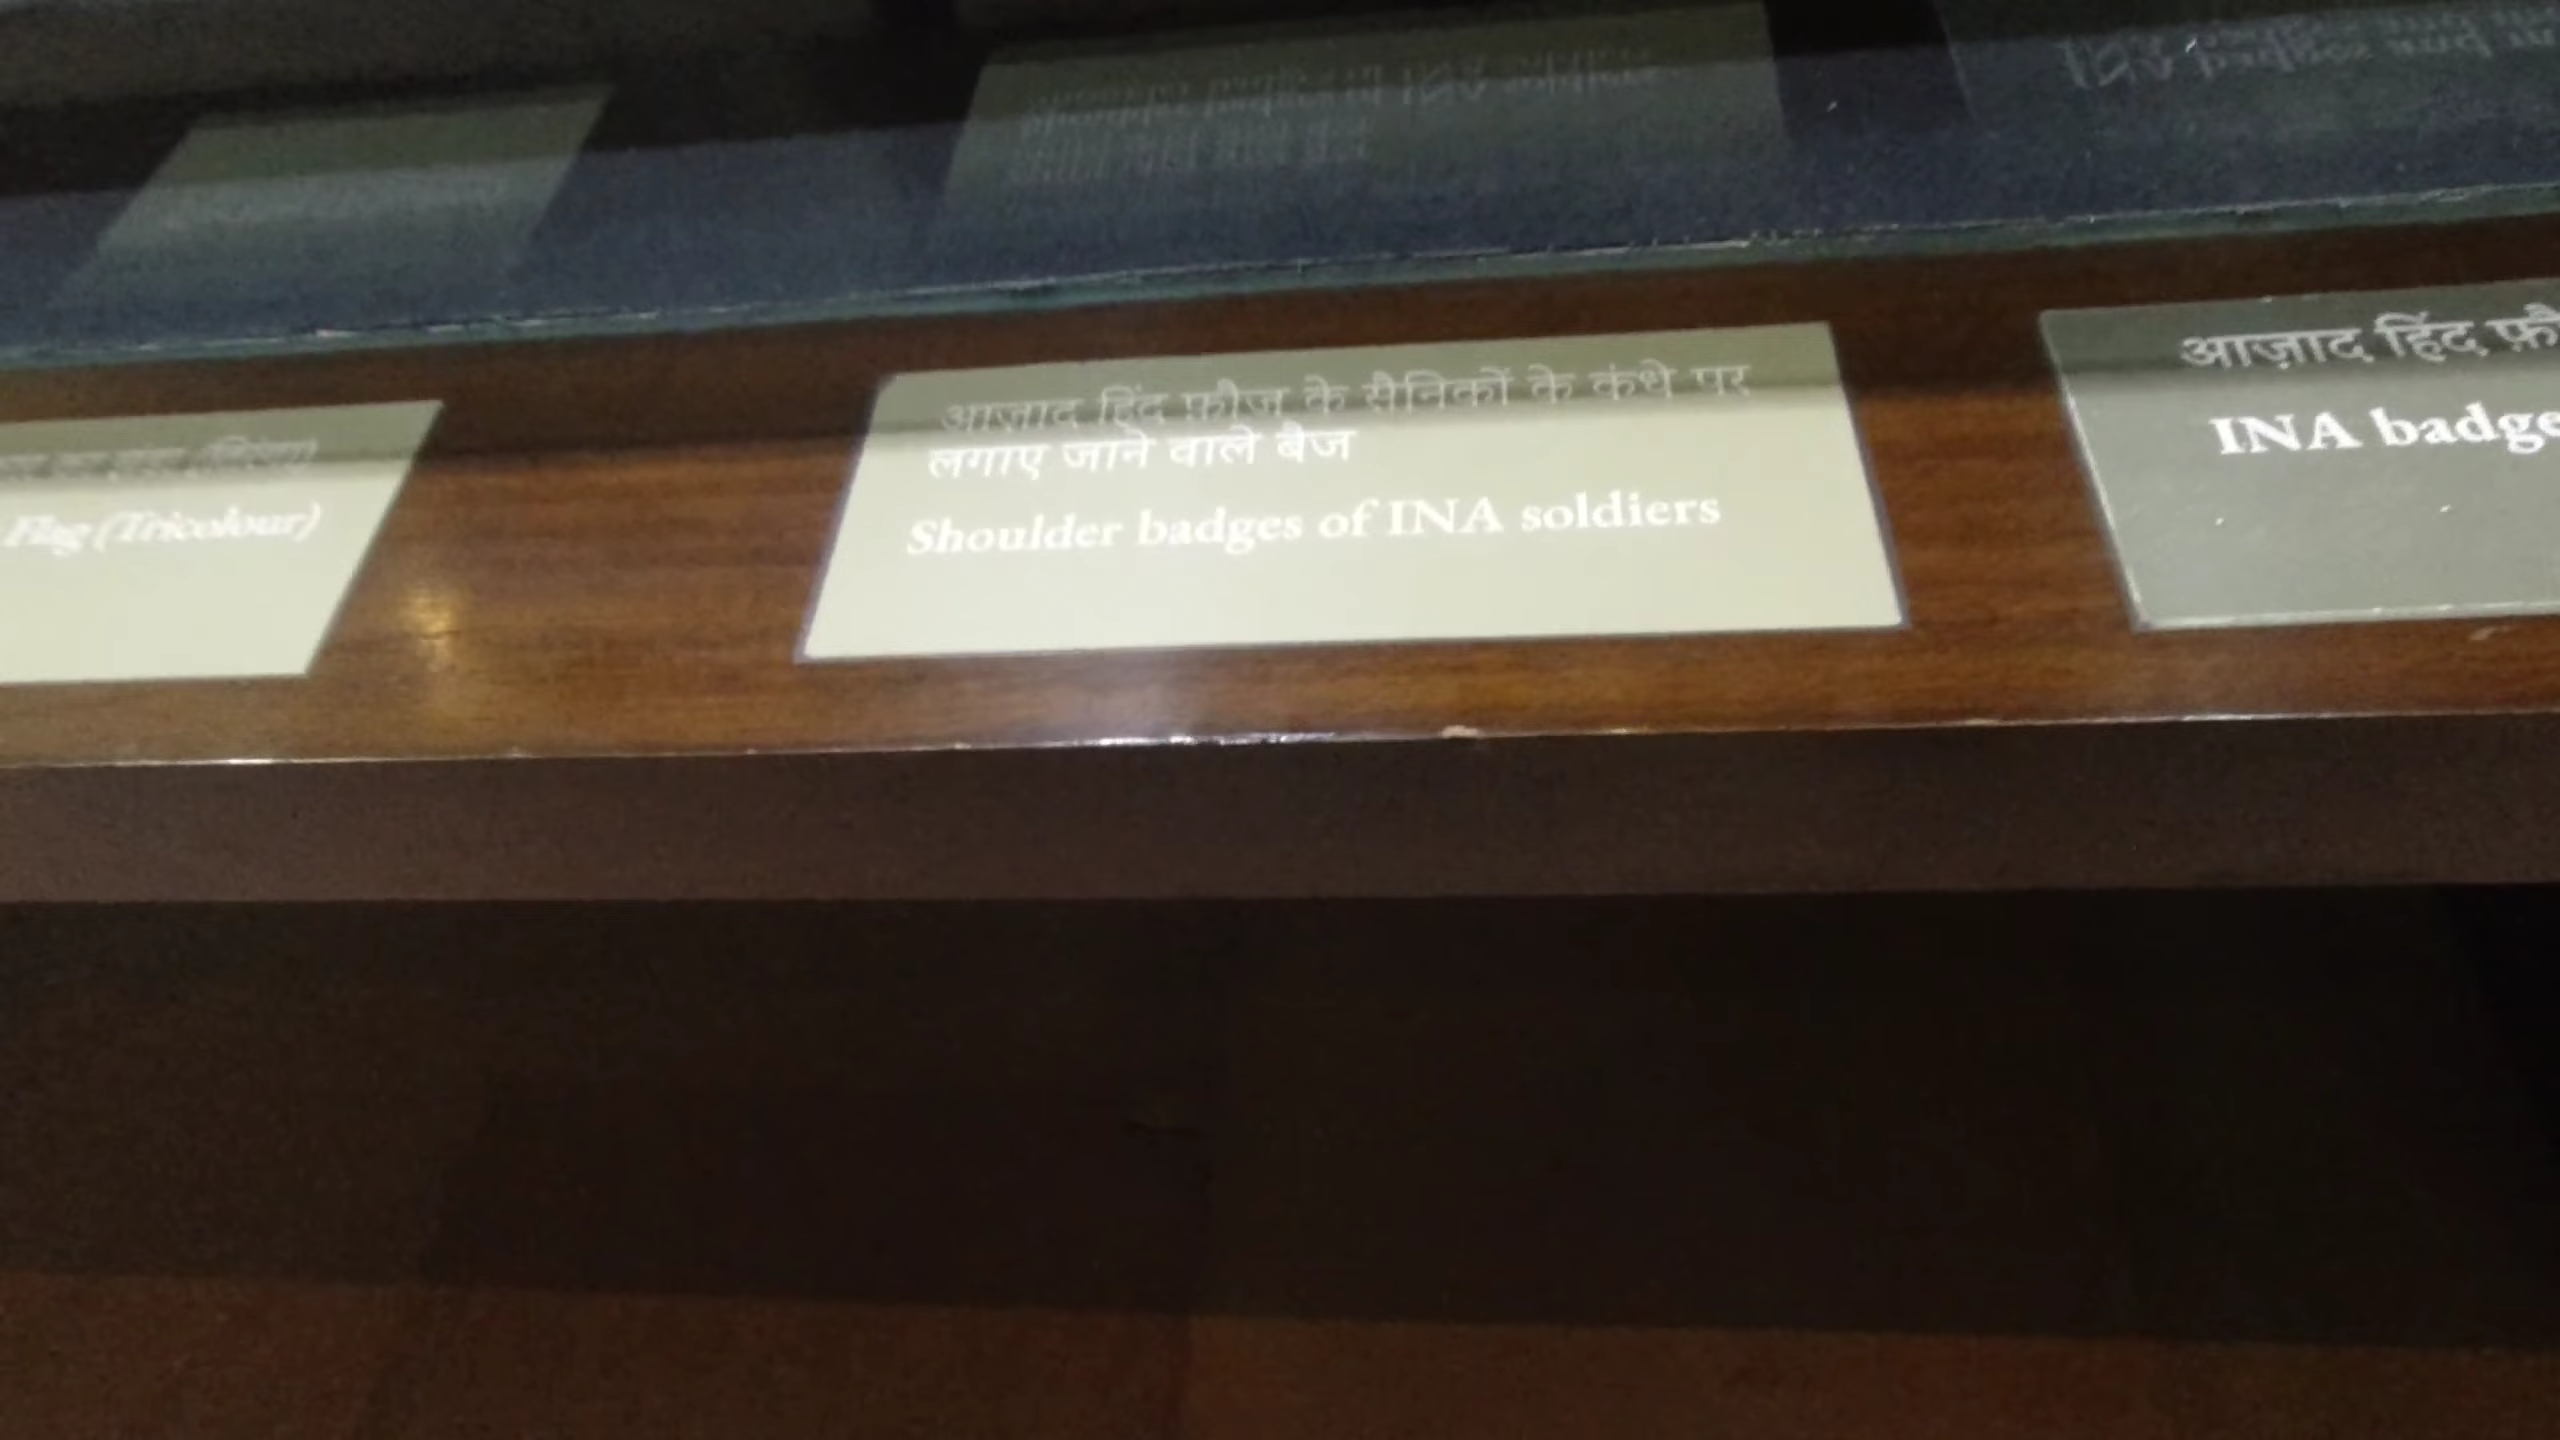 Flag (Tricolour)
आज़ाद हिंद फ़ौज के सैनिकों के कंधे पर
लगाए जाने वाले बैज
Shoulder badges of INA soldiers
आज़ाद हिंद
INA badge